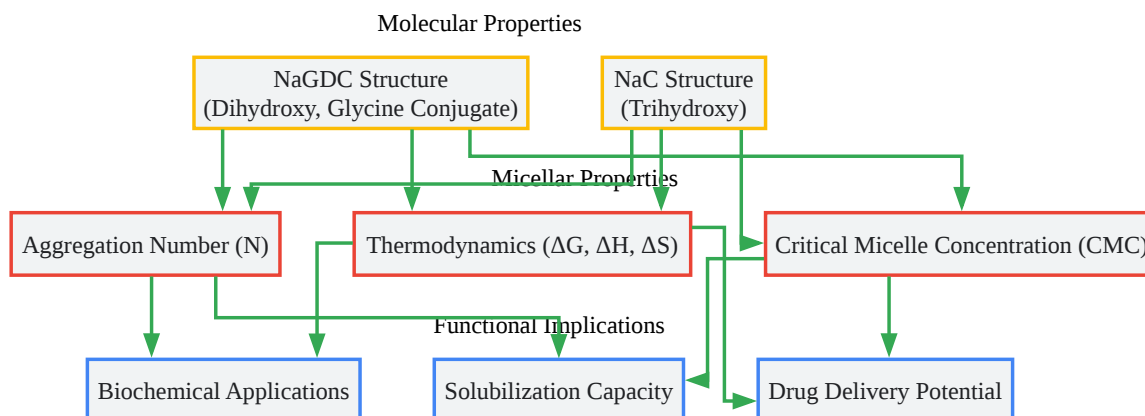 Molecular Properties
NaGDC Structure
(Dihydroxy, Glycine Conjugate)
NaC Structure
(Trihydroxy)
Micellar Properties
Aggregation Number (N)
Thermodynamics (ΔG, ΔH, ΔS)
Critical Micelle Concentration (CMC)
Functional Implications
Biochemical Applications
Solubilization Capacity
Drug Delivery Potential